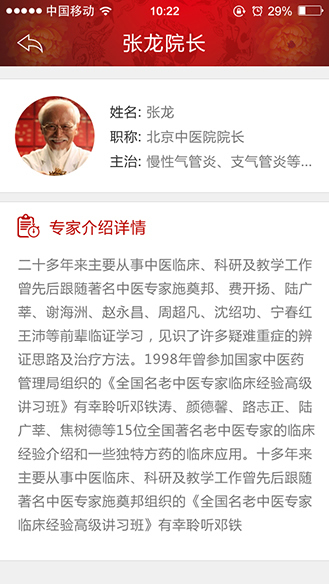 中国移动 10:22 29%
张龙院长
姓名: 张龙
职称: 北京中医院院长
主治: 慢性气管炎、支气管炎等...
专家介绍详情
二十多年来主要从事中医临床、科研及教学工作
曾先后跟随著名中医专家施奠邦、费开扬、陆广
莘、谢海洲、赵永昌、周超凡、沈绍功、宁春红
王沛等前辈临证学习，见识了许多疑难重症的辨
证思路及治疗方法。1998年曾参加国家中医药
管理局组织的《全国名老中医专家临床经验高级
讲习班》有幸聆听邓铁涛、颜德馨、路志正、陆
广莘、焦树德等15位全国著名老中医专家的临床
经验介绍和一些独特方药的临床应用。十多年来
主要从事中医临床、科研及教学工作曾先后跟随
著名中医专家施奠邦组织的《全国名老中医专家
临床经验高级讲习班》有幸聆听邓铁